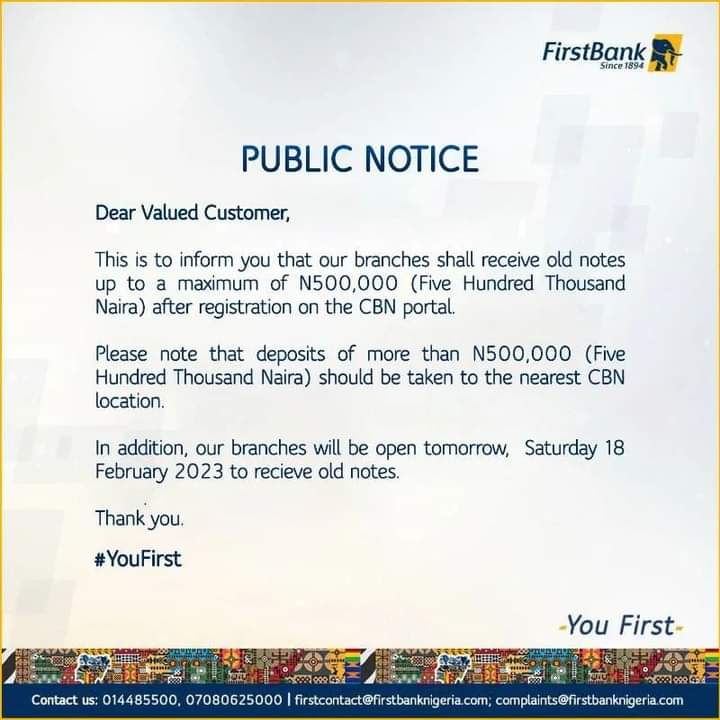 FirstBank
Since 1894
PUBLIC NOTICE
Dear Valued Customer,
This is to inform you that our branches shall receive old notes
up to a maximum of N500,000 (Five Hundred Thousand
Naira) after registration on the CBN portal.
Please note that deposits of more than N500,000 (Five
Hundred Thousand Naira) should be taken to the nearest CBN
location.
In addition, our branches will be open tomorrow, Saturday 18
February 2023 to recieve old notes.
Thank you.
#YouFirst
-You First-
Contact us: 014485500, 07080625000 | firstcontact@firstbanknigeria.com; complaints@firstbanknigeria.com